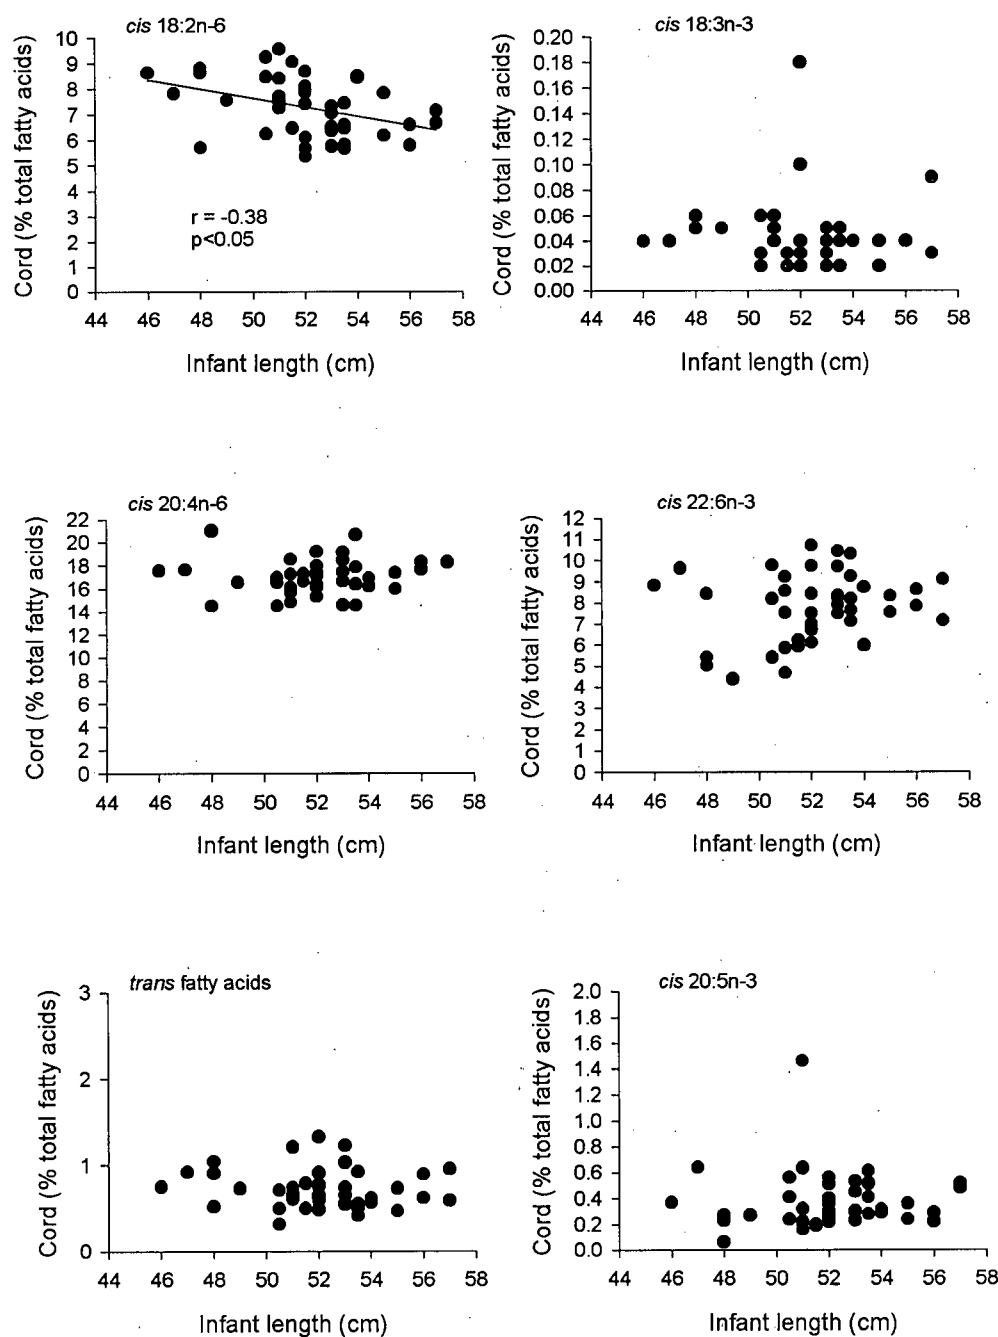 cis 18:2n-6
Cord (% total fatty acids)
10
9
8
7
6
5
4
3
2
1
0
r = -0.38
p<0.05
44 46 48 50 52 54 56 58
Infant length (cm)
cis 18:3n-3
Cord (% total fatty acids)
0.20
0.18
0.16
0.14
0.12
0.10
0.08
0.06
0.04
0.02
0.00
44 46 48 50 52 54 56 58
Infant length (cm)
cis 20:4n-6
Cord (% total fatty acids)
22
20
18
16
14
12
10
8
6
4
2
0
44 46 48 50 52 54 56 58
Infant length (cm)
cis 22:6n-3
Cord (% total fatty acids)
12
11
10
9
8
7
6
5
4
3
2
1
0
44 46 48 50 52 54 56 58
Infant length (cm)
trans fatty acids
Cord (% total fatty acids)
3
2
1
0
44 46 48 50 52 54 56 58
Infant length (cm)
cis 20:5n-3
Cord (% total fatty acids)
2.0
1.8
1.6
1.4
1.2
1.0
0.8
0.6
0.4
0.2
0.0
44 46 48 50 52 54 56 58
Infant length (cm)